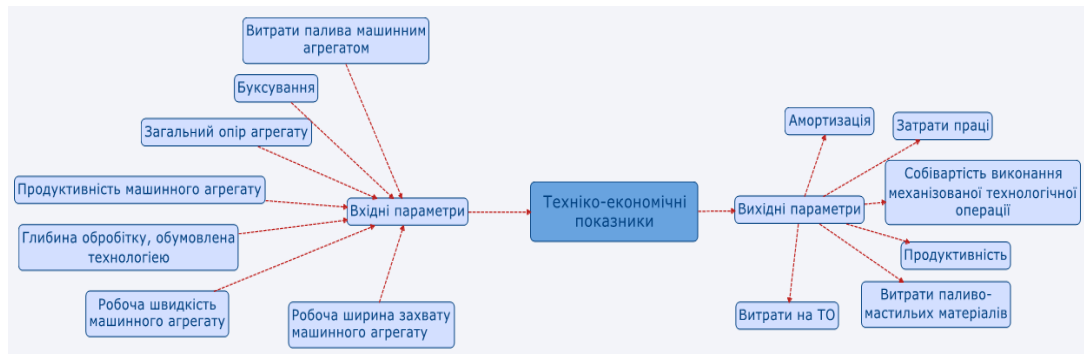 Витрати палива машинним
агрегатом
Буксування
Загальний опір агрегату
Продуктивність машинного агрегату
Вхідні параметри
Глибина обробітку, обумовлена
технологією
Робоча швидкість
машинного агрегату
Робоча ширина захвату
машинного агрегату
Техніко-економічні
показники
Амортизація
Затрати праці
Собівартість виконання
механізованої технологічної
операції
Вихідні параметри
Продуктивність
Витрати паливо-
мастильих матеріалів
Витрати на ТО